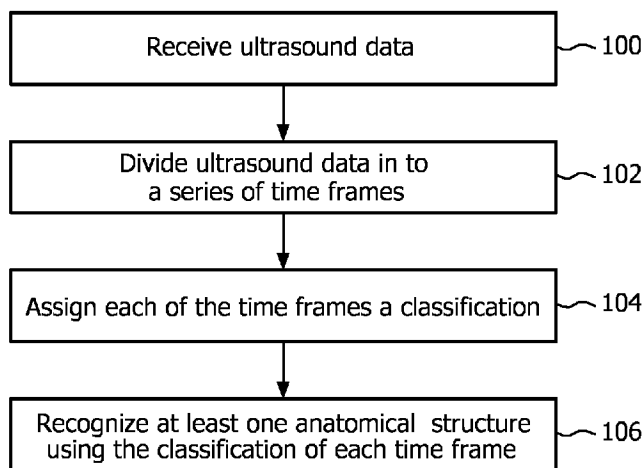 Receive ultrasound data
100
Divide ultrasound data in to
a series of time frames
102
Assign each of the time frames a classification
104
Recognize at least one anatomical structure
using the classification of each time frame
106